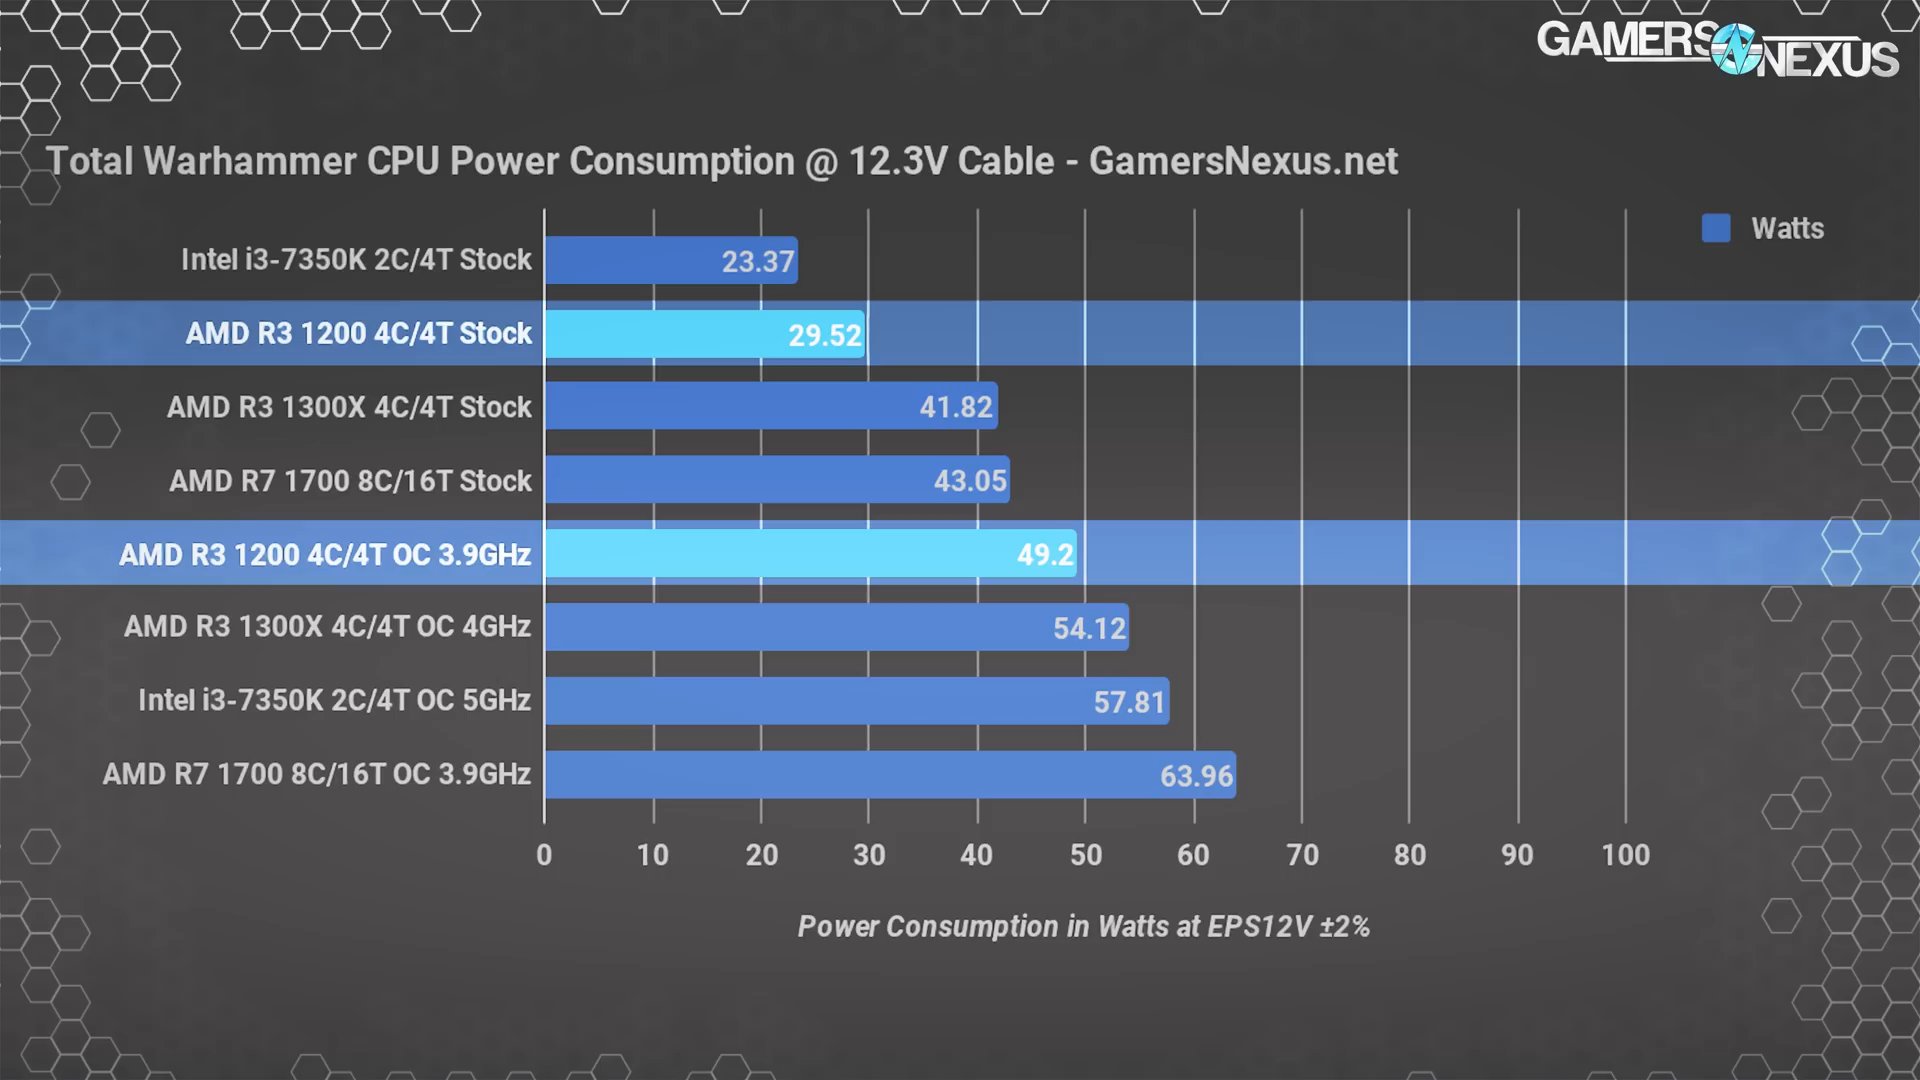 GAMERS NEXUS
Total Warhammer CPU Power Consumption @ 12.3V Cable - GamersNexus.net
Watts
Intel i3-7350K 2C/4T Stock 23.37
AMD R3 1200 4C/4T Stock 29.52
AMD R3 1300X 4C/4T Stock 41.82
AMD R7 1700 8C/16T Stock 43.05
AMD R3 1200 4C/4T OC 3.9GHz 49.2
AMD R3 1300X 4C/4T OC 4GHz 54.12
Intel i3-7350K 2C/4T OC 5GHz 57.81
AMD R7 1700 8C/16T OC 3.9GHz 63.96
0 10 20 30 40 50 60 70 80 90 100
Power Consumption in Watts at EPS12V ±2%